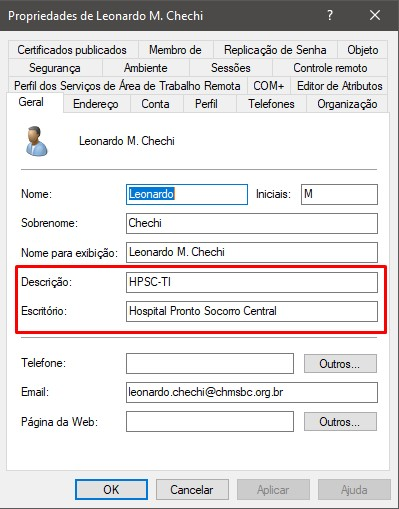 Propriedades de Leonardo M. Chechi ? ×
Certificados publicados Membro de Replicação de Senha Objeto
Segurança Ambiente Sessões Controle remoto
Perfil dos Serviços de Área de Trabalho Remota COM+ Editor de Atributos
Geral Endereço Conta Perfil Telefones Organização
Leonardo M. Chechi
Nome: Leonardo Iniciais: M
Sobrenome: Chechi
Nome para exibição: Leonardo M. Chechi
Descrição: HPSC-TI
Escritório: Hospital Pronto Socorro Central
Telefone: Outros...
Email: leonardo.chechi@chmsbc.org.br
Página da Web: Outros...
OK Cancelar Aplicar Ajuda